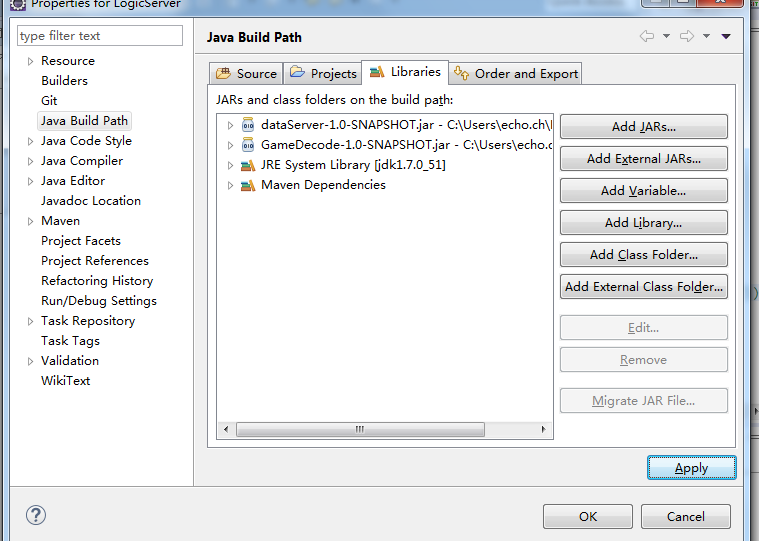 Properties for LogicServer
type filter text
Resource
Builders
Git
Java Build Path
Java Code Style
Java Compiler
Java Editor
Javadoc Location
Maven
Project Facets
Project References
Refactoring History
Run/Debug Settings
Task Repository
Task Tags
Validation
WikiText
Java Build Path
Source
Projects
Libraries
Order and Export
JARs and class folders on the build path:
dataServer-1.0-SNAPSHOT.jar - C:\Users\echo.ch\
GameDecode-1.0-SNAPSHOT.jar - C:\Users\echo.c
JRE System Library [jdk1.7.0_51]
Maven Dependencies
Add JARs...
Add External JARs...
Add Variable...
Add Library...
Add Class Folder...
Add External Class Folder...
Edit...
Remove
Migrate JAR File...
Apply
?
OK
Cancel